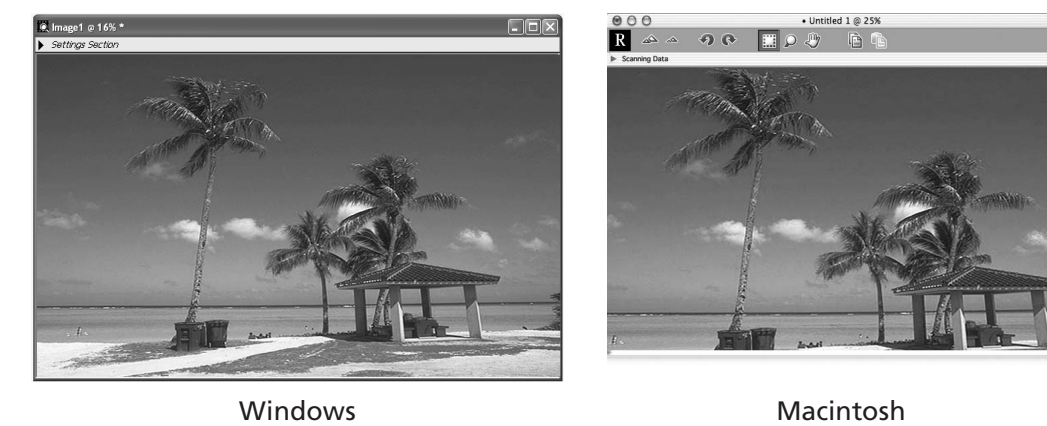 Image1 @ 16% *
Settings Section
• Untitled 1 @ 25%
R
Scanning Data
Windows
Macintosh